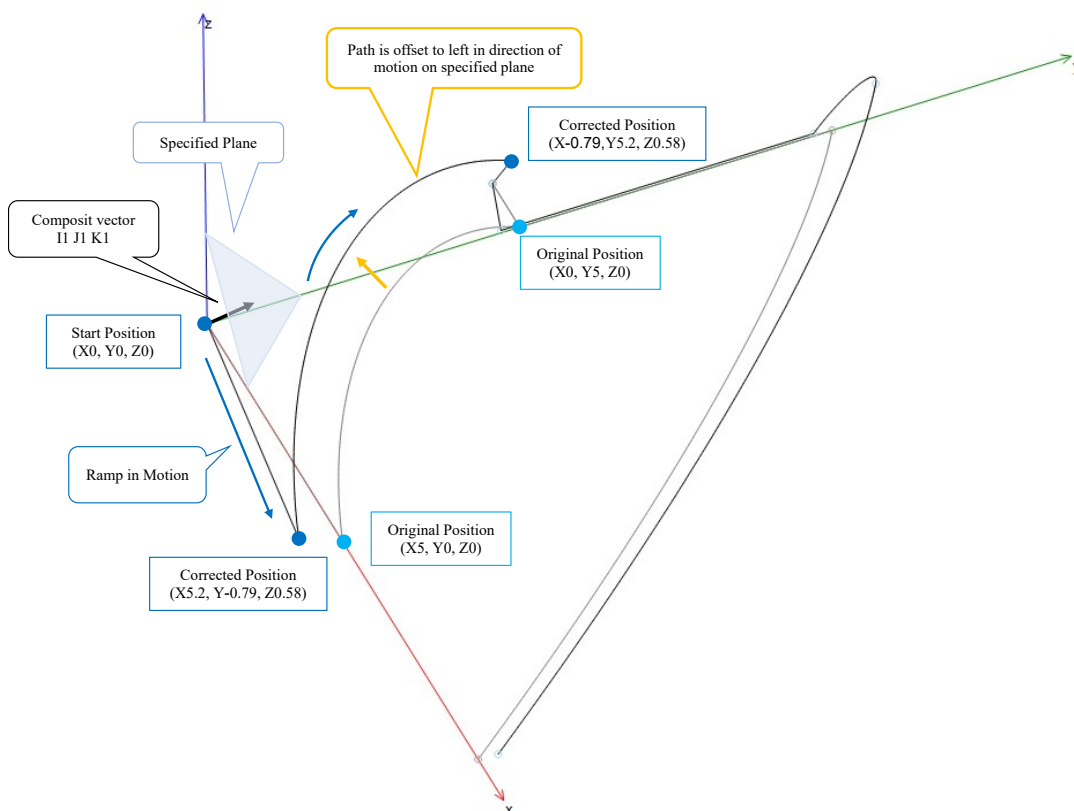 z
Path is offset to left in direction of
motion on specified plane
Corrected Position
(X-0.79,Y5.2, Z0.58)
Specified Plane
Composit vector
I1 J1 K1
Original Position
(X0, Y5, Z0)
Start Position
(X0, Y0, Z0)
Ramp in Motion
Original Position
(X5, Y0, Z0)
Corrected Position
(X5.2, Y-0.79, Z0.58)
x